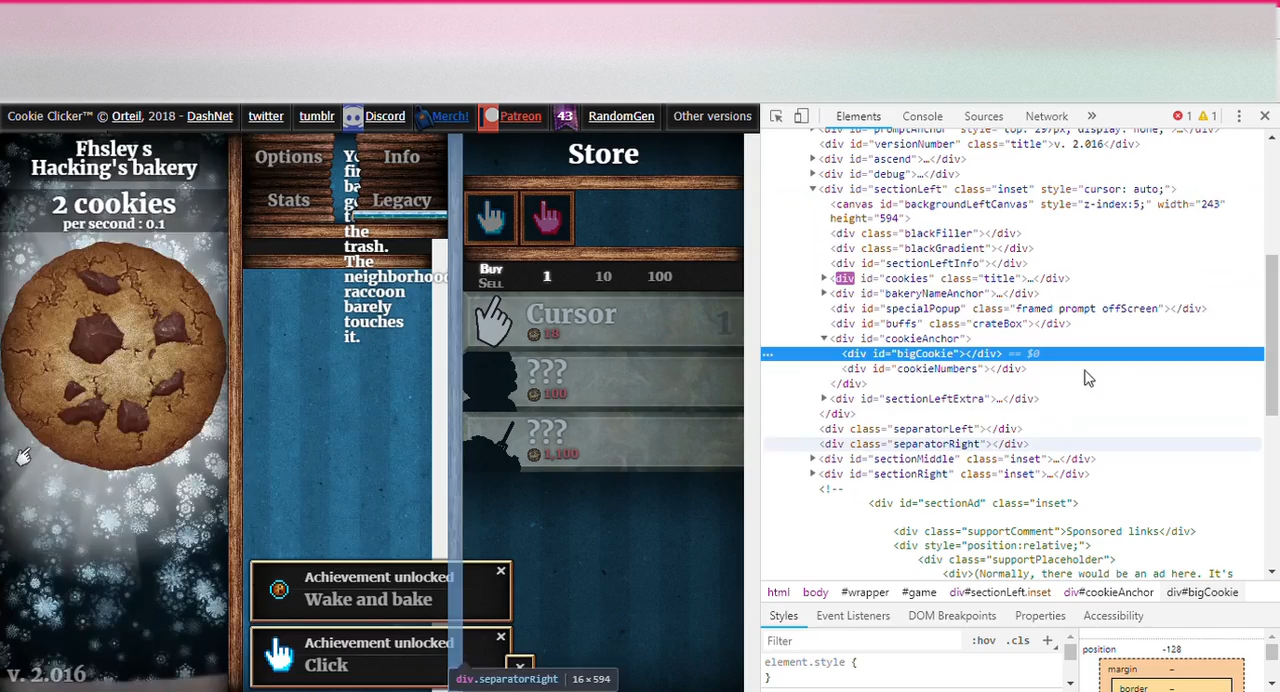 Cookie Clicker™ © Orteil, 2018 - DashNet twitter tumblr Discord Merch! Patreon 43 RandomGen Other versions
Fhsley s
Hacking's bakery
2 cookies
per second : 0.1
v. 2.016
Options
Stats
Info
Legacy
fir
ba
the
trash.
The
neighborhood
raccoon
barely
touches
it.
Achievement unlocked
Wake and bake
Achievement unlocked
Click
div.separatorRight 16×594
Store
Buy
Sell
1 10 100
Cursor
18
1
???
100
???
1,100
Elements Console Sources Network » 1 1
<div id="versionNumber" class="title">v. 2.016</div>
<div id="ascend">…</div>
<div id="debug">…</div>
<div id="sectionLeft" class="inset" style="cursor: auto;">
<canvas id="backgroundLeftCanvas" style="z-index:5;" width="243"
height="594">
<div class="blackFiller"></div>
<div class="blackGradient"></div>
<div id="sectionLeftInfo"></div>
<div id="cookies" class="title">…</div>
<div id="bakeryNameAnchor">…</div>
<div id="specialPopup" class="framed prompt offScreen"></div>
<div id="buffs" class="crateBox"></div>
<div id="cookieAnchor">
… <div id="bigCookie"></div> == $0
<div id="cookieNumbers"></div>
</div>
<div id="sectionLeftExtra">…</div>
</div>
<div class="separatorLeft"></div>
<div class="separatorRight"></div>
<div id="sectionMiddle" class="inset">…</div>
<div id="sectionRight" class="inset">…</div>
<!--
<div id="sectionAd" class="inset">
<div class="supportComment">Sponsored links</div>
<div style="position:relative;">
<div class="supportPlaceholder">
<div>(Normally, there would be an ad here. It's
html body #wrapper #game div#sectionLeft.inset div#cookieAnchor div#bigCookie
Styles Event Listeners DOM Breakpoints Properties Accessibility
Filter :hov .cls +
element.style {
}
position -128
margin -
border -